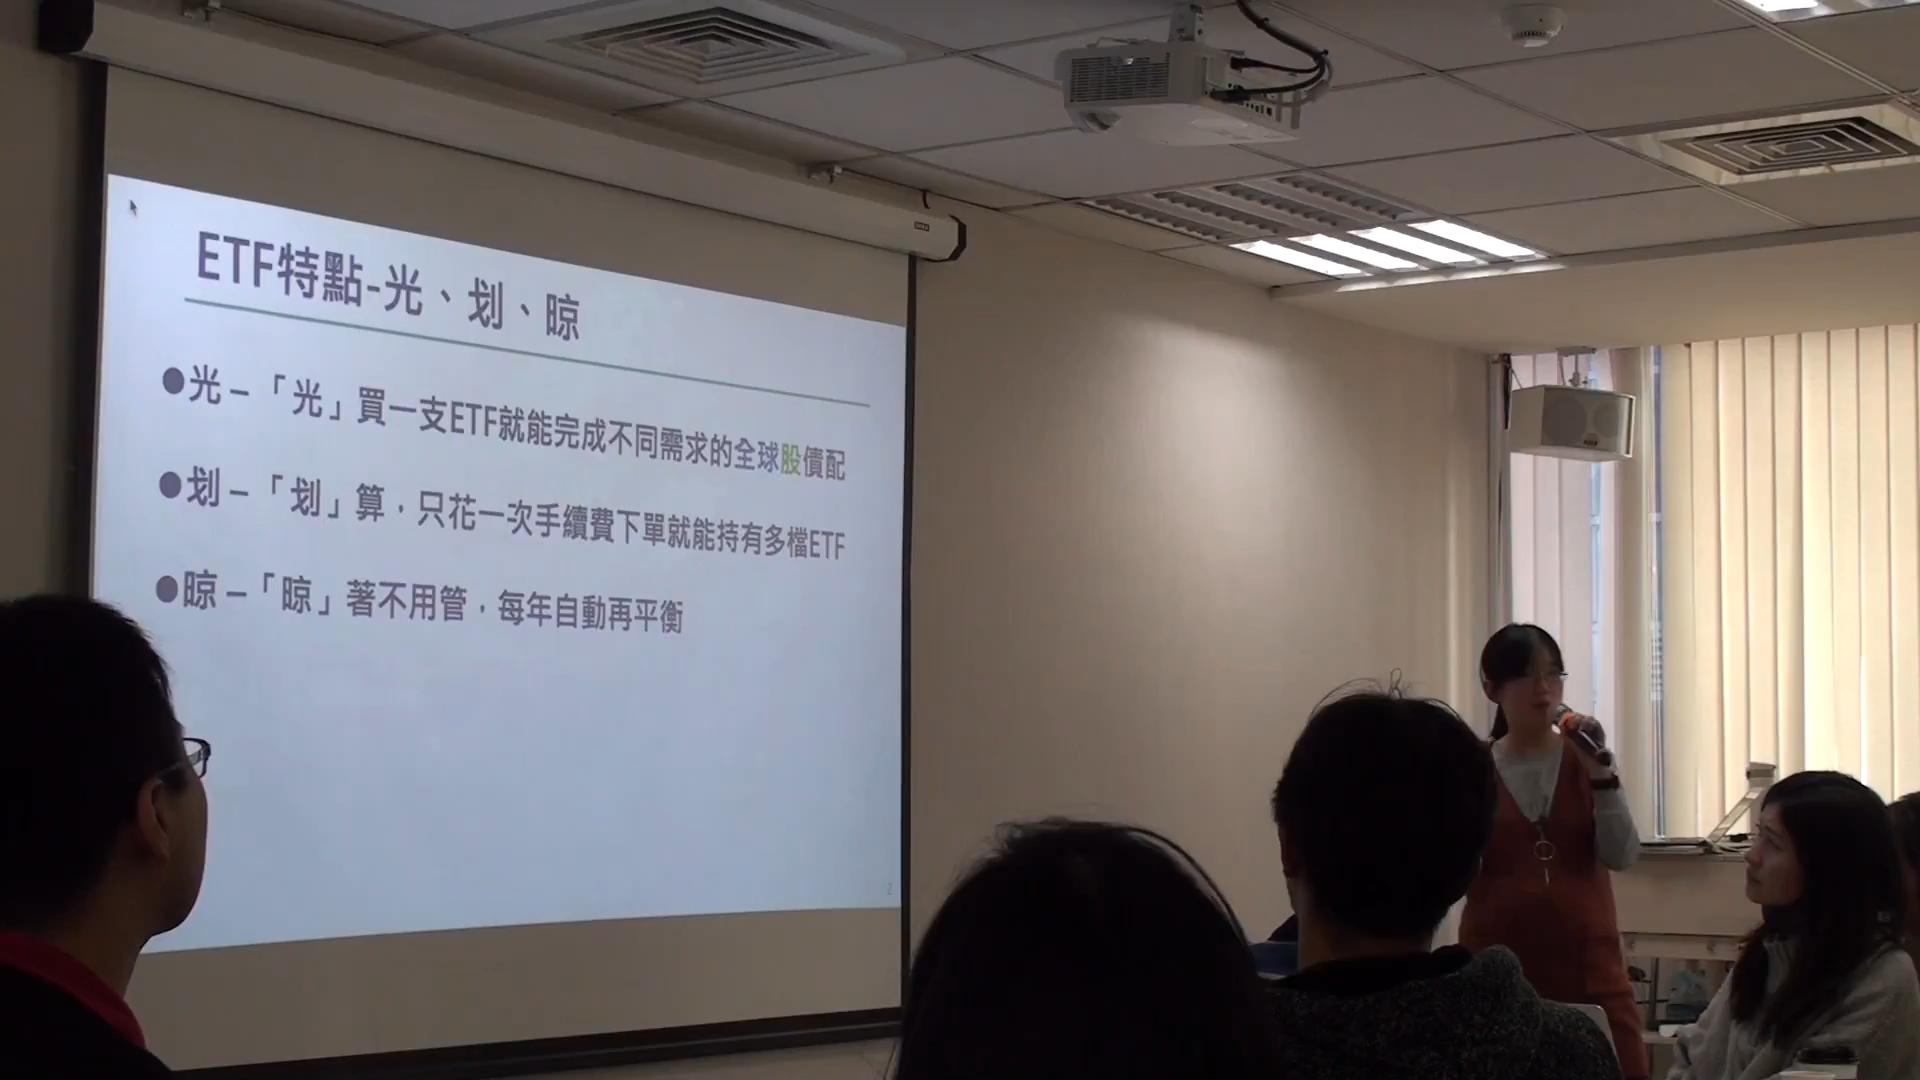 ETF特點-光、划、晾
●光–「光」買一支ETF就能完成不同需求的全球股債配
●划–「划」算，只花一次手續費下單就能持有多檔ETF
●晾–「晾」著不用管，每年自動再平衡
2